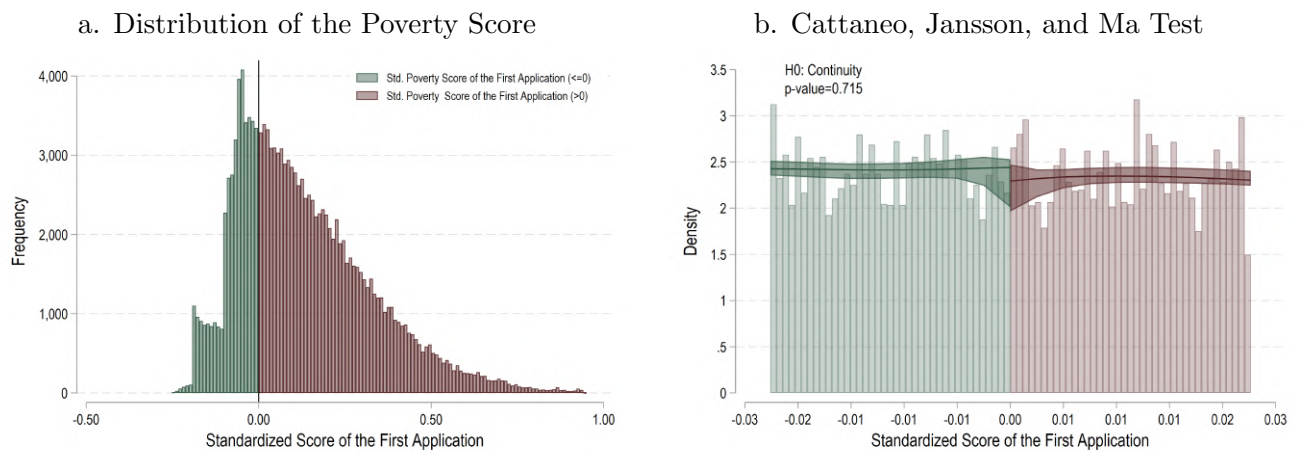 a. Distribution of the Poverty Score
4,000
3,000
2,000
1,000
0
Frequency
Std. Poverty Score of the First Application (<=0)
Std. Poverty Score of the First Application (>0)
-0.50 0.00 0.50 1.00
Standardized Score of the First Application
b. Cattaneo, Jansson, and Ma Test
H0: Continuity
p-value=0.715
3.5
3
2.5
2
1.5
1
.5
0
Density
-0.03 -0.02 -0.01 -0.01 -0.01 0.00 0.01 0.01 0.01 0.02 0.03
Standardized Score of the First Application